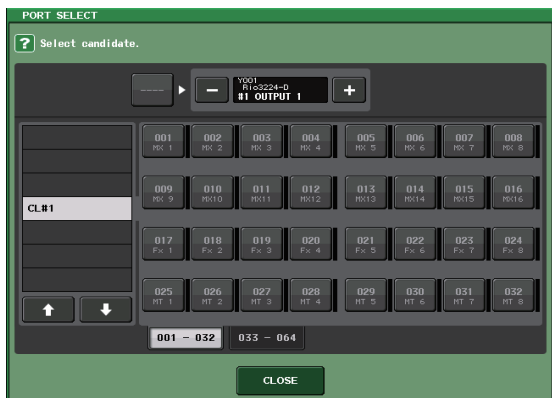 PORT SELECT
? Select candidate.
----
Y001
Rio3224-D
#1 OUTPUT 1
− +
001 002 003 004 005 006 007 008
MX 1 MX 2 MX 3 MX 4 MX 5 MX 6 MX 7 MX 8
009 010 011 012 013 014 015 016
MX 9 MX10 MX11 MX12 MX13 MX14 MX15 MX16
CL#1
017 018 019 020 021 022 023 024
Fx 1 Fx 2 Fx 3 Fx 4 Fx 5 Fx 6 Fx 7 Fx 8
025 026 027 028 029 030 031 032
MT 1 MT 2 MT 3 MT 4 MT 5 MT 6 MT 7 MT 8
001 - 032 033 - 064
CLOSE